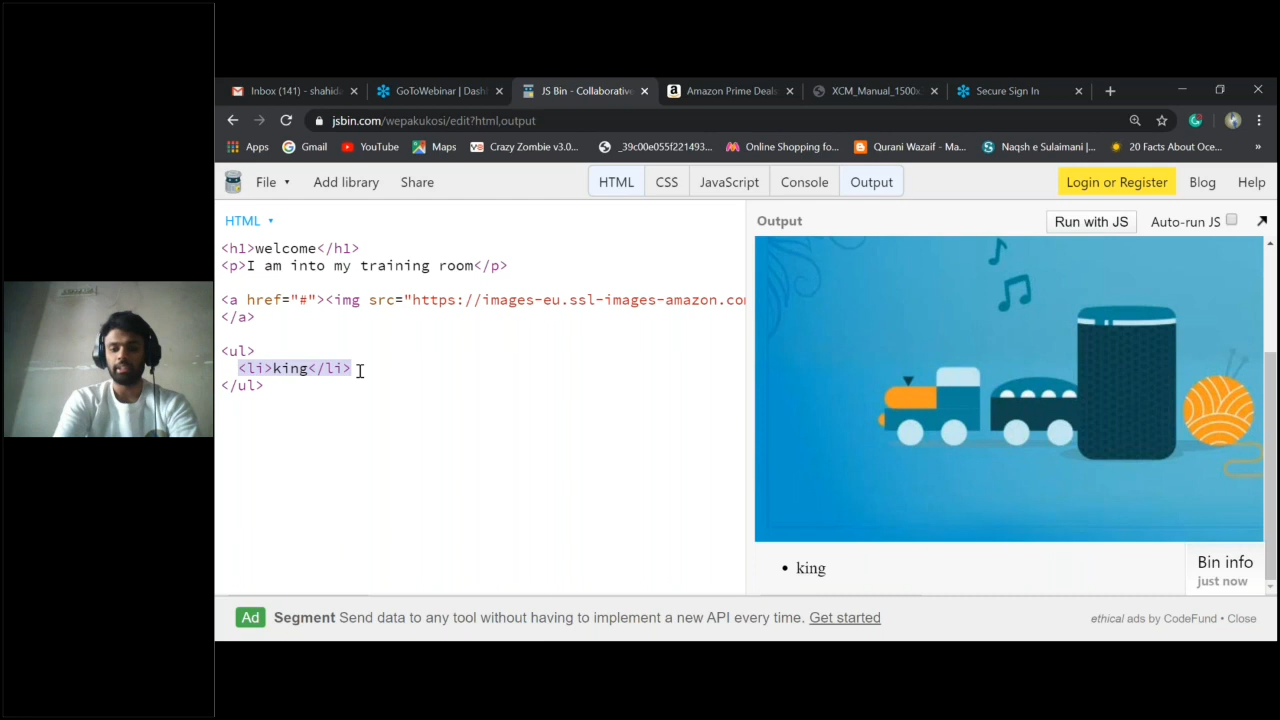 Inbox (141) - shahida
GoToWebinar | Dash
JS Bin - Collaborative
Amazon Prime Deals
XCM_Manual_1500x
Secure Sign In
jsbin.com/wepakukosi/edit?html,output
Apps
Gmail
YouTube
Maps
Crazy Zombie v3.0...
_39c00e055f221493...
Online Shopping fo...
Qurani Wazaif - Ma...
Naqsh e Sulaimani |...
20 Facts About Oce...
»
File
Add library
Share
HTML
CSS
JavaScript
Console
Output
Login or Register
Blog
Help
HTML
<h1>welcome</h1>
<p>I am into my training room</p>
<a href="#"><img src="https://images-eu.ssl-images-amazon.com
</a>
<ul>
<li>king</li>
</ul>
Output
Run with JS
Auto-run JS
• king
Bin info
just now
Ad
Segment Send data to any tool without having to implement a new API every time. Get started
ethical ads by CodeFund • Close